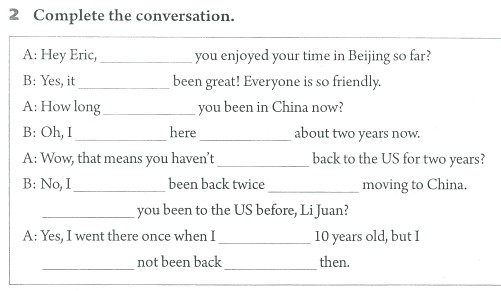 2 Complete the conversation.
A: Hey Eric, ____________ you enjoyed your time in Beijing so far?
B: Yes, it ____________ been great! Everyone is so friendly.
A: How long ____________ you been in China now?
B: Oh, I ____________ here ____________ about two years now.
A: Wow, that means you haven't ____________ back to the US for two years?
B: No, I ____________ been back twice ____________ moving to China.
____________ you been to the US before, Li Juan?
A: Yes, I went there once when I ____________ 10 years old, but I
____________ not been back ____________ then.